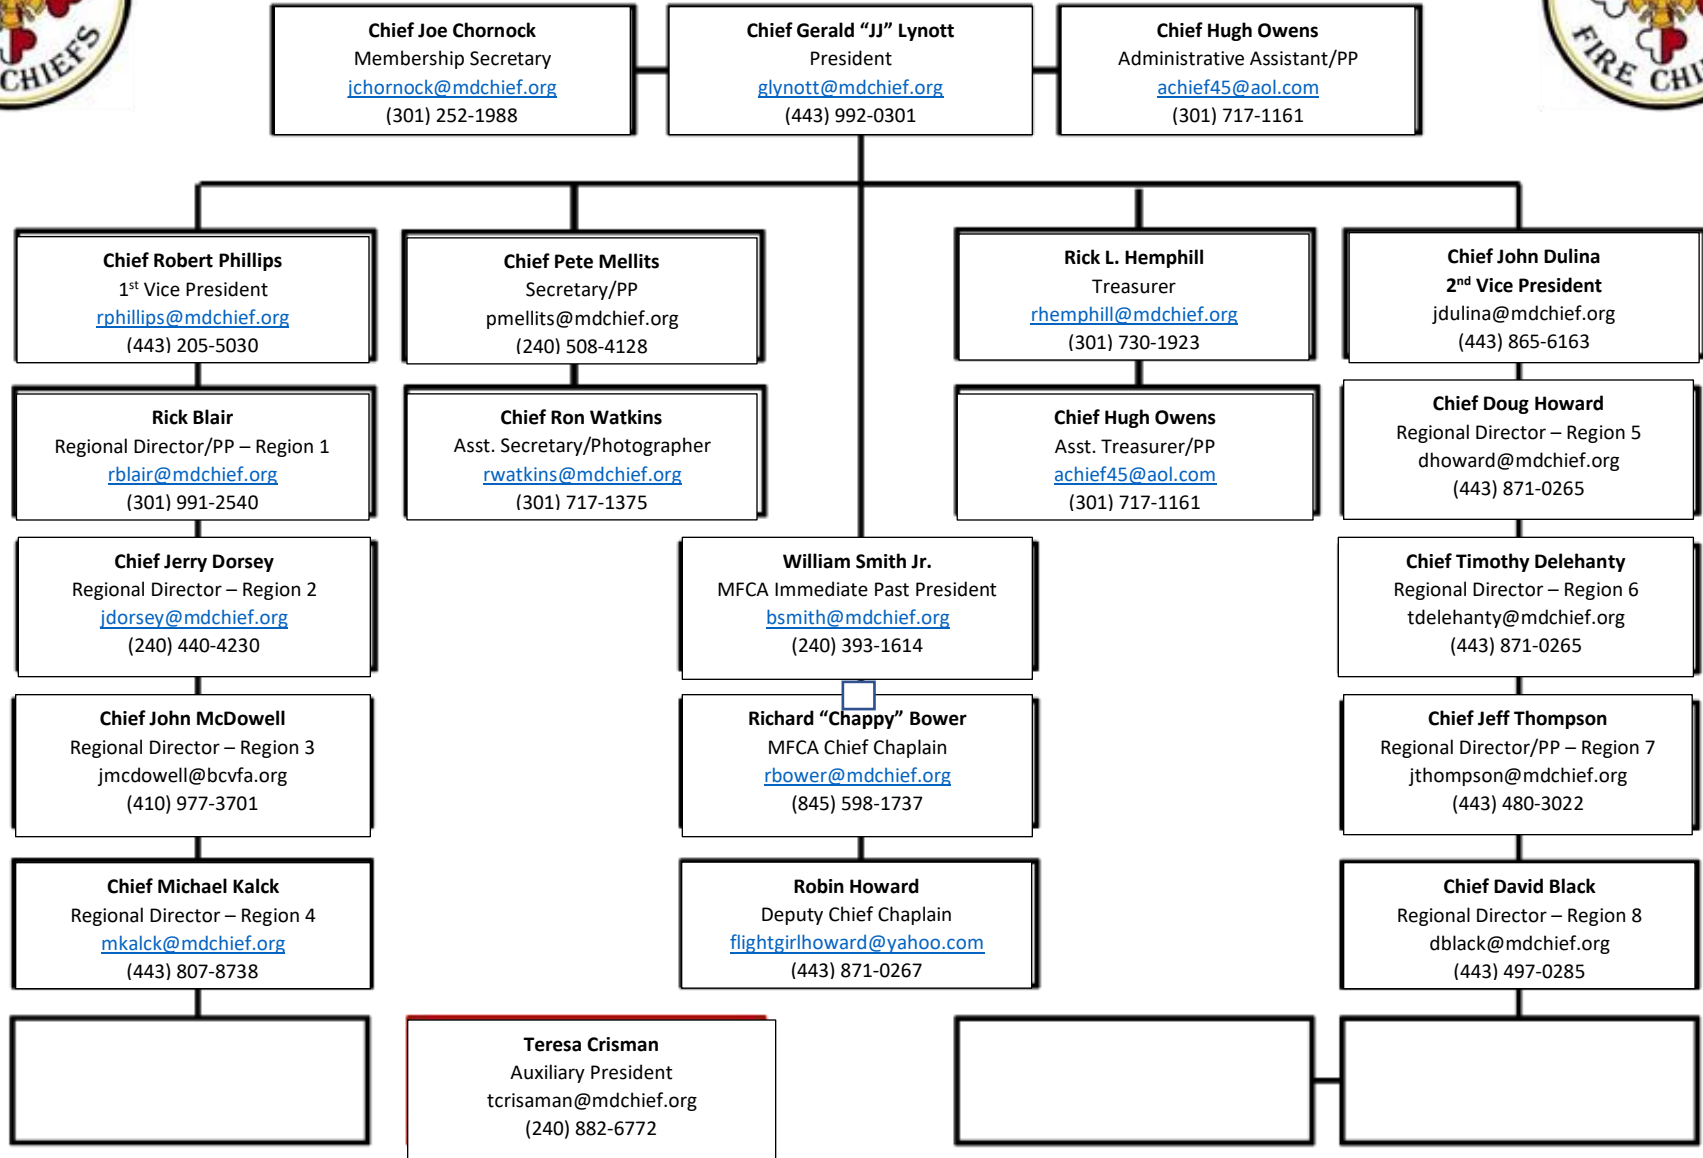 CHIEFS
FIRE CHI
Chief Joe Chornock
Membership Secretary
jchornock@mdchief.org
(301) 252-1988
Chief Gerald “JJ” Lynott
President
glynott@mdchief.org
(443) 992-0301
Chief Hugh Owens
Administrative Assistant/PP
achief45@aol.com
(301) 717-1161
Chief Robert Phillips
1st Vice President
rphillips@mdchief.org
(443) 205-5030
Chief Pete Mellits
Secretary/PP
pmellits@mdchief.org
(240) 508-4128
Rick L. Hemphill
Treasurer
rhemphill@mdchief.org
(301) 730-1923
Chief John Dulina
2nd Vice President
jdulina@mdchief.org
(443) 865-6163
Rick Blair
Regional Director/PP – Region 1
rblair@mdchief.org
(301) 991-2540
Chief Ron Watkins
Asst. Secretary/Photographer
rwatkins@mdchief.org
(301) 717-1375
Chief Hugh Owens
Asst. Treasurer/PP
achief45@aol.com
(301) 717-1161
Chief Doug Howard
Regional Director – Region 5
dhoward@mdchief.org
(443) 871-0265
Chief Jerry Dorsey
Regional Director – Region 2
jdorsey@mdchief.org
(240) 440-4230
William Smith Jr.
MFCA Immediate Past President
bsmith@mdchief.org
(240) 393-1614
Chief Timothy Delehanty
Regional Director – Region 6
tdelehanty@mdchief.org
(443) 871-0265
Chief John McDowell
Regional Director – Region 3
jmcdowell@bcvfa.org
(410) 977-3701
Richard “Chappy” Bower
MFCA Chief Chaplain
rbower@mdchief.org
(845) 598-1737
Chief Jeff Thompson
Regional Director/PP – Region 7
jthompson@mdchief.org
(443) 480-3022
Chief Michael Kalck
Regional Director – Region 4
mkalck@mdchief.org
(443) 807-8738
Robin Howard
Deputy Chief Chaplain
flightgirlhoward@yahoo.com
(443) 871-0267
Chief David Black
Regional Director – Region 8
dblack@mdchief.org
(443) 497-0285
Teresa Crisman
Auxiliary President
tcrisaman@mdchief.org
(240) 882-6772